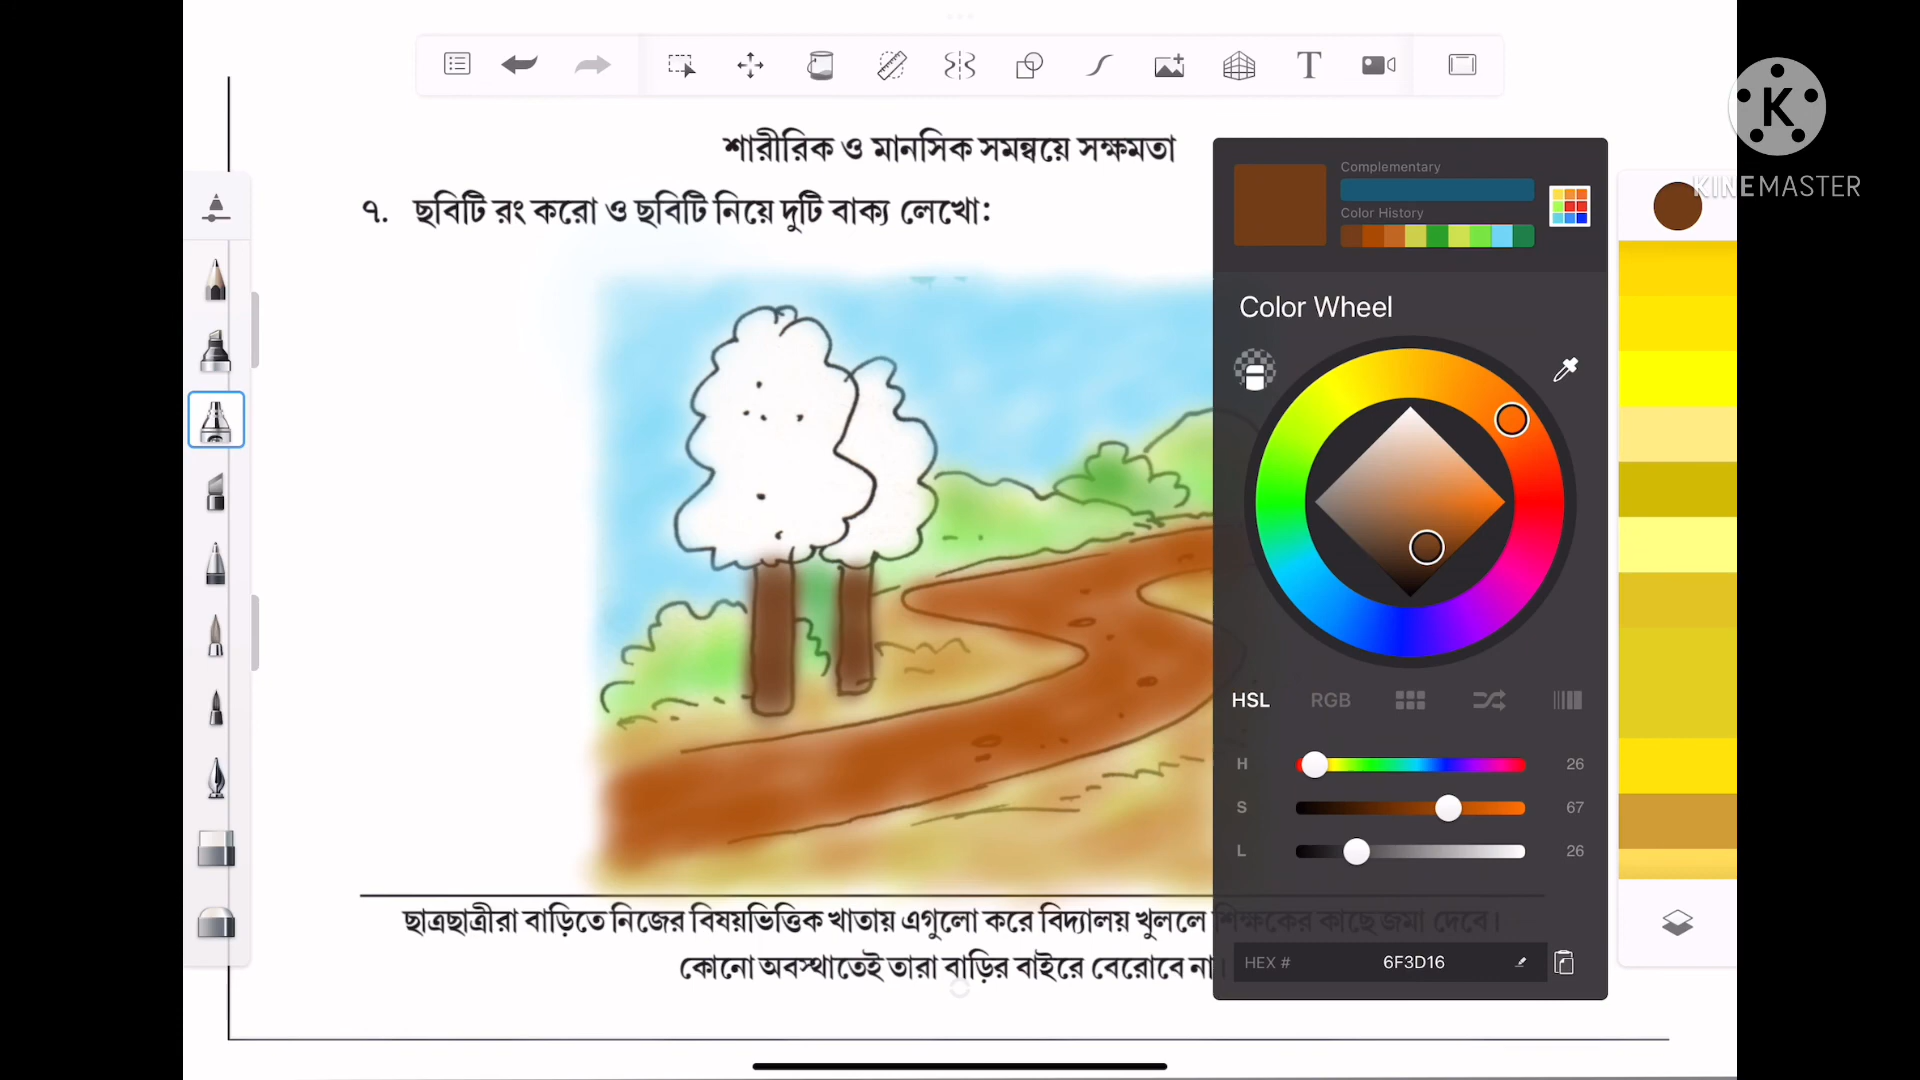 শারীরিক ও মানসিক সমন্বয়ে সক্ষমতা
৭. ছবিটি রং করো ও ছবিটি নিয়ে দুটি বাক্য লেখো:
ছাত্রছাত্রীরা বাড়িতে নিজের বিষয়ভিত্তিক খাতায় এগুলো করে বিদ্যালয় খুললে শিক্ষকের কাছে জমা দেবে।
কোনো অবস্থাতেই তারা বাড়ির বাইরে বেরোবে না।
T
Complementary
Color History
Color Wheel
HSL RGB
H 26
S 67
L 26
HEX # 6F3D16
K
KINEMASTER